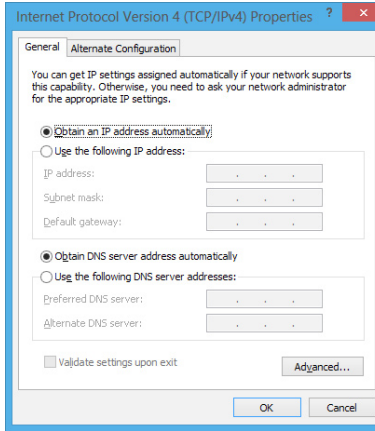 Internet Protocol Version 4 (TCP/IPv4) Properties ? ×
General Alternate Configuration
You can get IP settings assigned automatically if your network supports
this capability. Otherwise, you need to ask your network administrator
for the appropriate IP settings.
Obtain an IP address automatically
Use the following IP address:
IP address: . . .
Subnet mask: . . .
Default gateway: . . .
Obtain DNS server address automatically
Use the following DNS server addresses:
Preferred DNS server: . . .
Alternate DNS server: . . .
Validate settings upon exit
Advanced...
OK Cancel